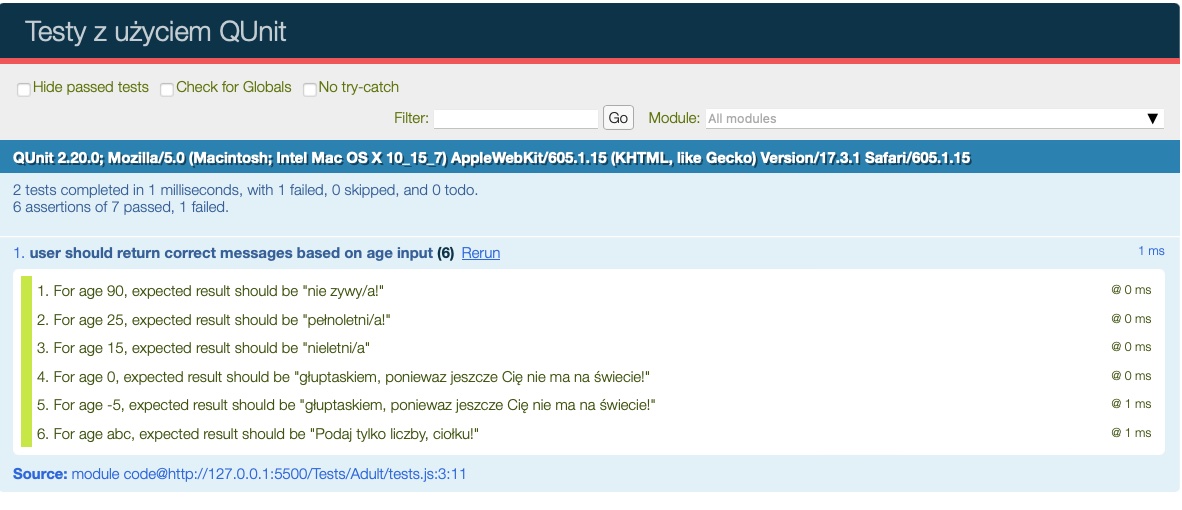 Testy z użyciem QUnit
Hide passed tests Check for Globals No try-catch
Filter: Go Module: All modules ▼
QUnit 2.20.0; Mozilla/5.0 (Macintosh; Intel Mac OS X 10_15_7) AppleWebKit/605.1.15 (KHTML, like Gecko) Version/17.3.1 Safari/605.1.15
2 tests completed in 1 milliseconds, with 1 failed, 0 skipped, and 0 todo.
6 assertions of 7 passed, 1 failed.
1. user should return correct messages based on age input (6) Rerun 1 ms
1. For age 90, expected result should be "nie zywy/a!" @ 0 ms
2. For age 25, expected result should be "pełnoletni/a!" @ 0 ms
3. For age 15, expected result should be "nieletni/a" @ 0 ms
4. For age 0, expected result should be "głuptaskiem, poniewaz jeszcze Cię nie ma na świecie!" @ 0 ms
5. For age -5, expected result should be "głuptaskiem, poniewaz jeszcze Cię nie ma na świecie!" @ 1 ms
6. For age abc, expected result should be "Podaj tylko liczby, ciołku!" @ 1 ms
Source: module code@http://127.0.0.1:5500/Tests/Adult/tests.js:3:11